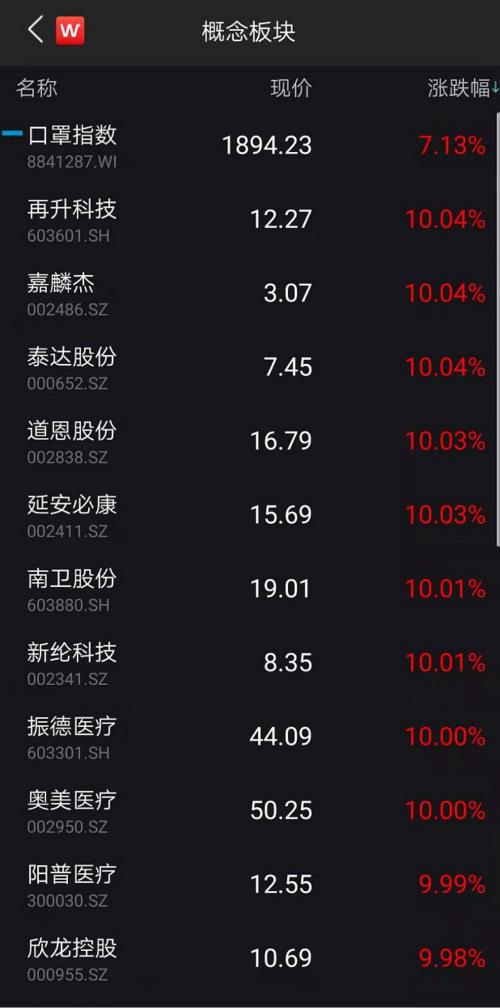 W
概念板块
名称 现价 涨跌幅↓
口罩指数 1894.23 7.13%
8841287.WI
再升科技 12.27 10.04%
603601.SH
嘉麟杰 3.07 10.04%
002486.SZ
泰达股份 7.45 10.04%
000652.SZ
道恩股份 16.79 10.03%
002838.SZ
延安必康 15.69 10.03%
002411.SZ
南卫股份 19.01 10.01%
603880.SH
新纶科技 8.35 10.01%
002341.SZ
振德医疗 44.09 10.00%
603301.SH
奥美医疗 50.25 10.00%
002950.SZ
阳普医疗 12.55 9.99%
300030.SZ
欣龙控股 10.69 9.98%
000955.SZ